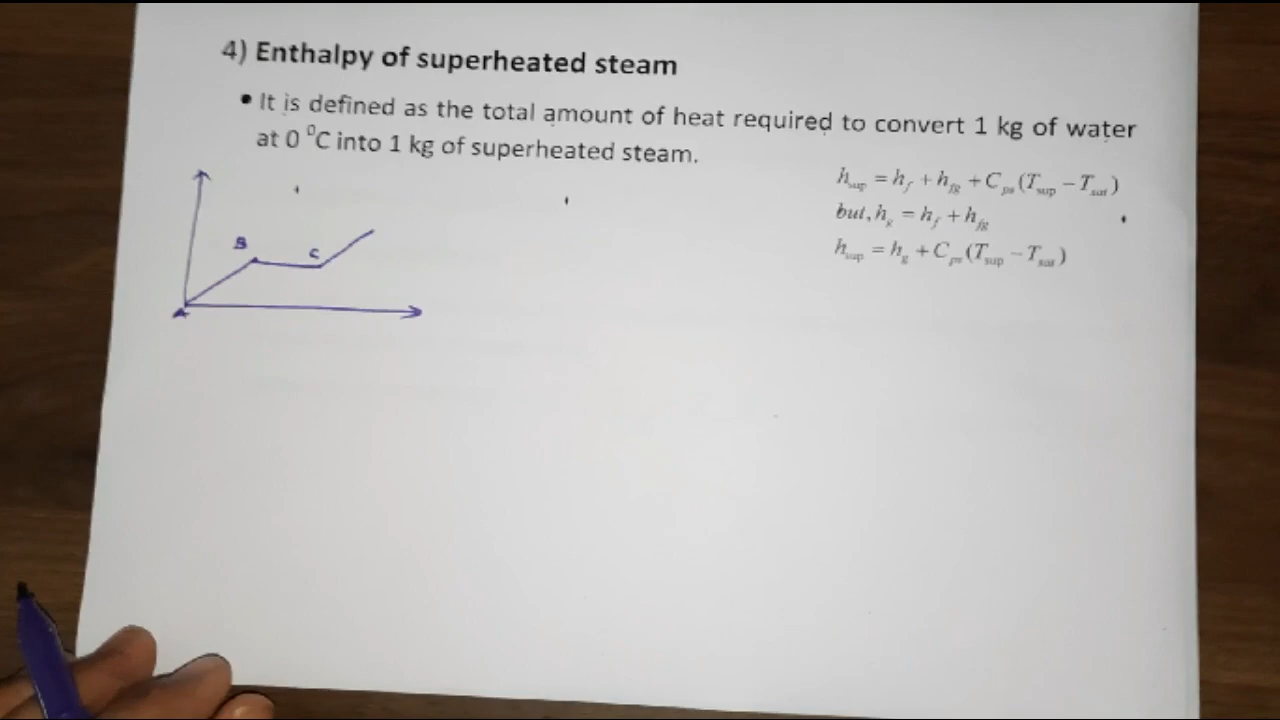 4) Enthalpy of superheated steam
• It is defined as the total amount of heat required to convert 1 kg of water
at 0 ⁰C into 1 kg of superheated steam.
h_sup = h_f + h_fg + C_ps (T_sup − T_sat)
but, h_g = h_f + h_fg
h_sup = h_g + C_ps (T_sup − T_sat)
B
C
A